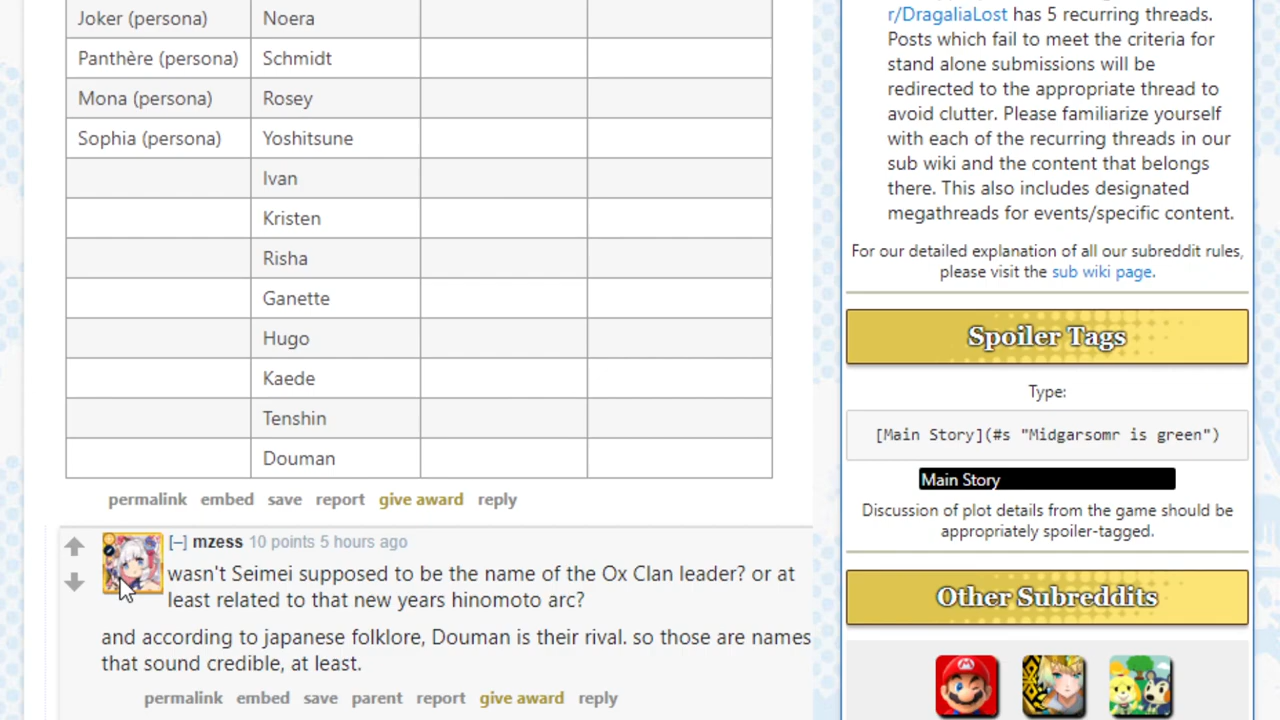 Joker (persona) Noera
Panthère (persona) Schmidt
Mona (persona) Rosey
Sophia (persona) Yoshitsune
Ivan
Kristen
Risha
Ganette
Hugo
Kaede
Tenshin
Douman
permalink embed save report give award reply
[–] mzess 10 points 5 hours ago
wasn't Seimei supposed to be the name of the Ox Clan leader? or at
least related to that new years hinomoto arc?
and according to japanese folklore, Douman is their rival. so those are names
that sound credible, at least.
permalink embed save parent report give award reply
r/DragaliaLost has 5 recurring threads.
Posts which fail to meet the criteria for
stand alone submissions will be
redirected to the appropriate thread to
avoid clutter. Please familiarize yourself
with each of the recurring threads in our
sub wiki and the content that belongs
there. This also includes designated
megathreads for events/specific content.
For our detailed explanation of all our subreddit rules,
please visit the sub wiki page.
Spoiler Tags
Type:
[Main Story](#s "Midgarsomr is green")
Main Story
Discussion of plot details from the game should be
appropriately spoiler-tagged.
Other Subreddits